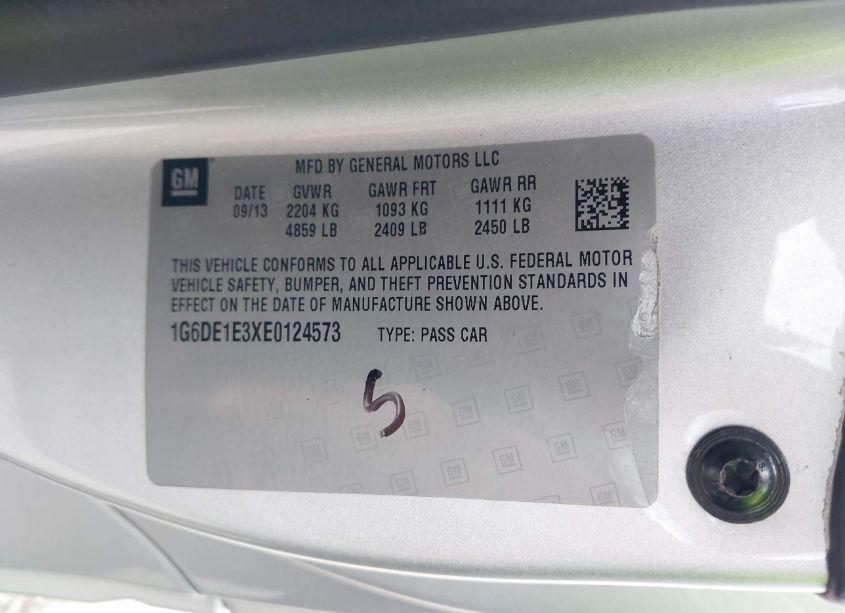 GM
MFD BY GENERAL MOTORS LLC
DATE GVWR GAWR FRT GAWR RR
09/13 2204 KG 1093 KG 1111 KG
4859 LB 2409 LB 2450 LB
THIS VEHICLE CONFORMS TO ALL APPLICABLE U.S. FEDERAL MOTOR
VEHICLE SAFETY, BUMPER, AND THEFT PREVENTION STANDARDS IN
EFFECT ON THE DATE OF MANUFACTURE SHOWN ABOVE.
1G6DE1E3XE0124573 TYPE: PASS CAR
5